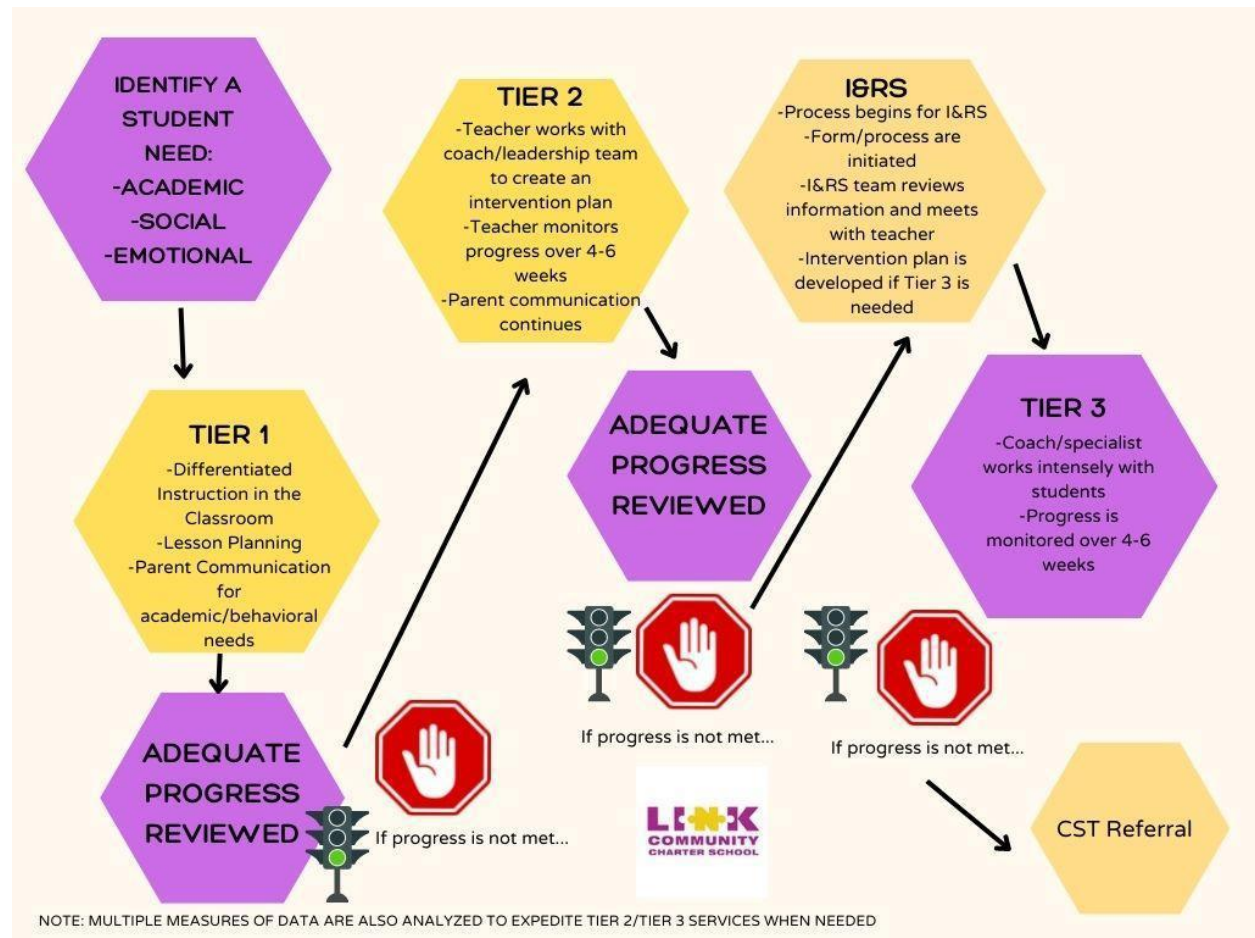 IDENTIFY A
STUDENT
NEED:
-ACADEMIC
-SOCIAL
-EMOTIONAL
TIER 1
-Differentiated
Instruction in the
Classroom
-Lesson Planning
-Parent Communication
for
academic/behavioral
needs
ADEQUATE
PROGRESS
REVIEWED
If progress is not met...
TIER 2
-Teacher works with
coach/leadership team
to create an
intervention plan
-Teacher monitors
progress over 4-6
weeks
-Parent communication
continues
ADEQUATE
PROGRESS
REVIEWED
If progress is not met...
I&RS
-Process begins for I&RS
-Form/process are
initiated
-I&RS team reviews
information and meets
with teacher
-Intervention plan is
developed if Tier 3 is
needed
TIER 3
-Coach/specialist
works intensely with
students
-Progress is
monitored over 4-6
weeks
If progress is not met...
CST Referral
LINK
COMMUNITY
CHARTER SCHOOL
NOTE: MULTIPLE MEASURES OF DATA ARE ALSO ANALYZED TO EXPEDITE TIER 2/TIER 3 SERVICES WHEN NEEDED